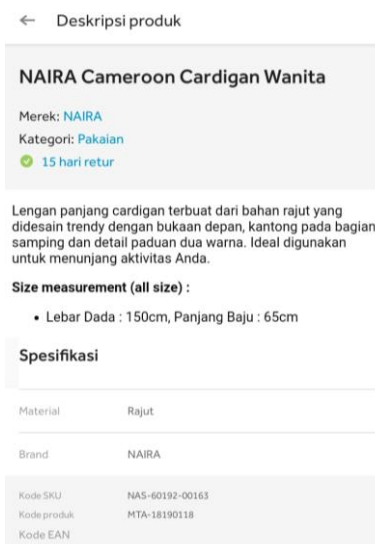 Deskripsi produk
NAIRA Cameroon Cardigan Wanita
Merek: NAIRA
Kategori: Pakaian
15 hari retur
Lengan panjang cardigan terbuat dari bahan rajut yang
didesain trendy dengan bukaan depan, kantong pada bagian
samping dan detail paduan dua warna. Ideal digunakan
untuk menunjang aktivitas Anda.
Size measurement (all size) :
• Lebar Dada : 150cm, Panjang Baju : 65cm
Spesifikasi
Material Rajut
Brand NAIRA
Kode SKU NAS-60192-00163
Kode produk MTA-18190118
Kode EAN